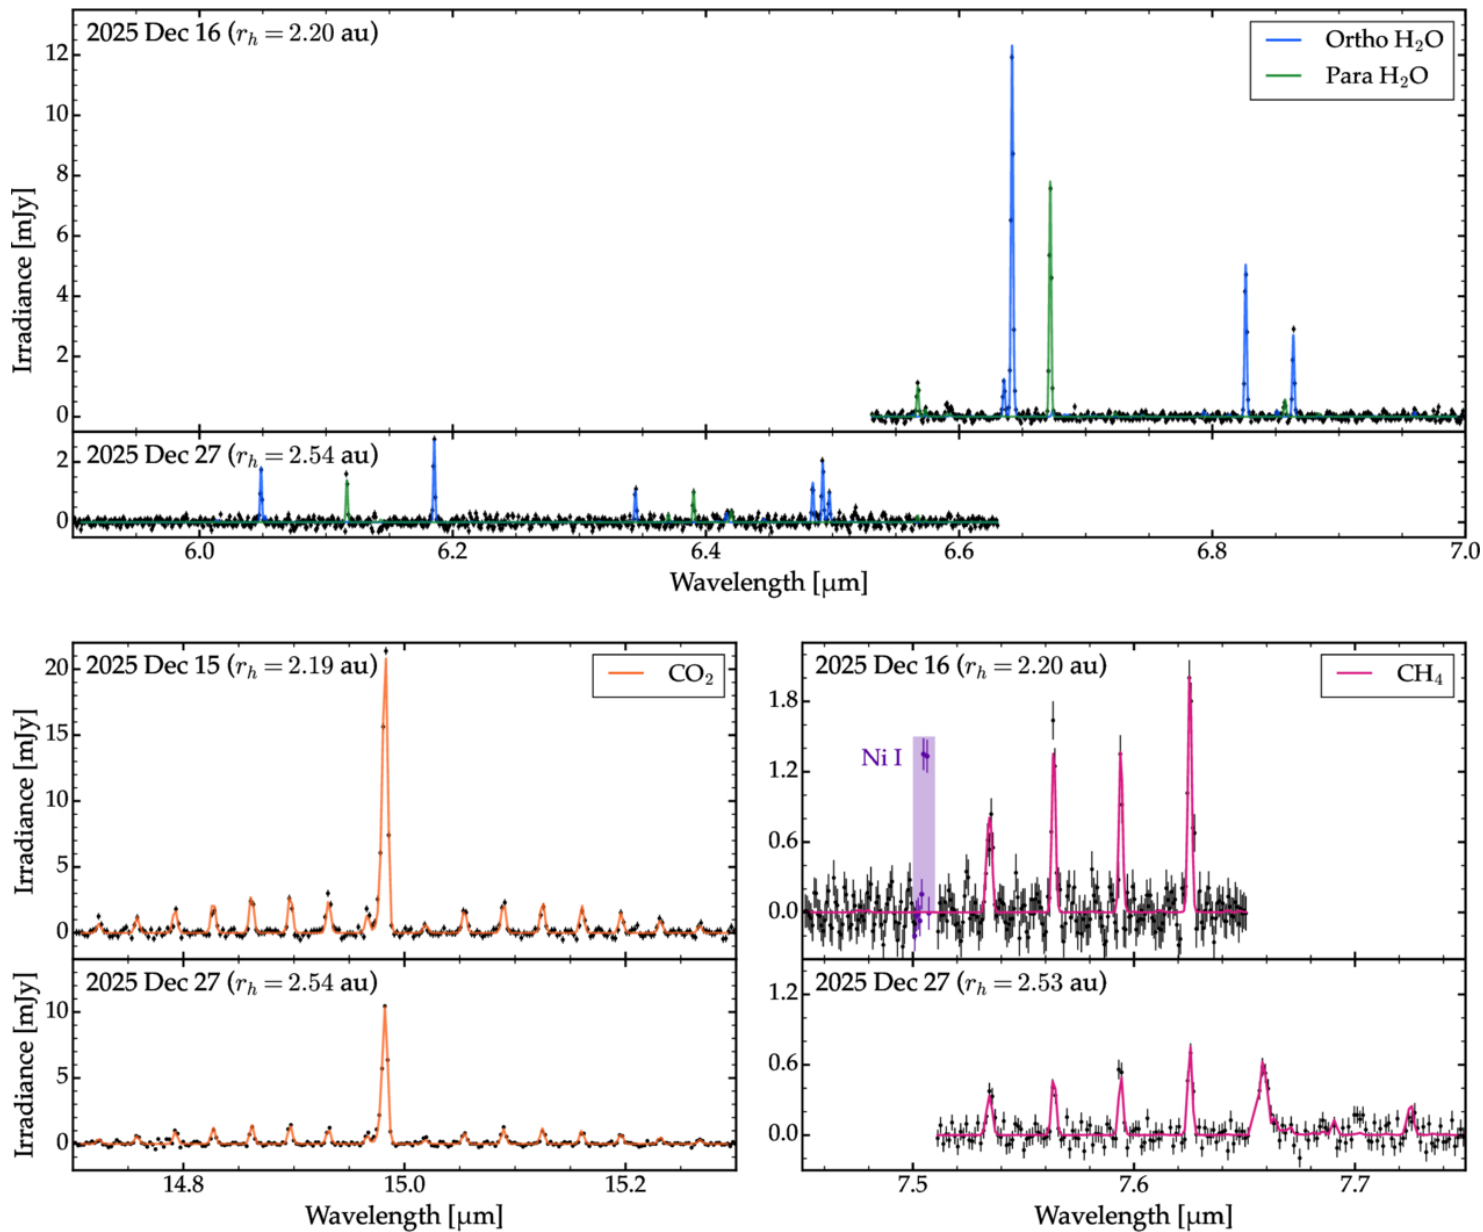 2025 Dec 16 (r_h = 2.20 au)
Ortho H₂O
Para H₂O
12
10
8
6
4
2
0
Irradiance [mJy]
2025 Dec 27 (r_h = 2.54 au)
2
0
6.0 6.2 6.4 6.6 6.8 7.0
Wavelength [μm]
2025 Dec 15 (r_h = 2.19 au)
CO₂
20
15
10
5
0
Irradiance [mJy]
2025 Dec 27 (r_h = 2.54 au)
10
5
0
Irradiance [mJy]
14.8 15.0 15.2
Wavelength [μm]
2025 Dec 16 (r_h = 2.20 au)
CH₄
Ni I
1.8
1.2
0.6
0.0
2025 Dec 27 (r_h = 2.53 au)
1.2
0.6
0.0
7.5 7.6 7.7
Wavelength [μm]